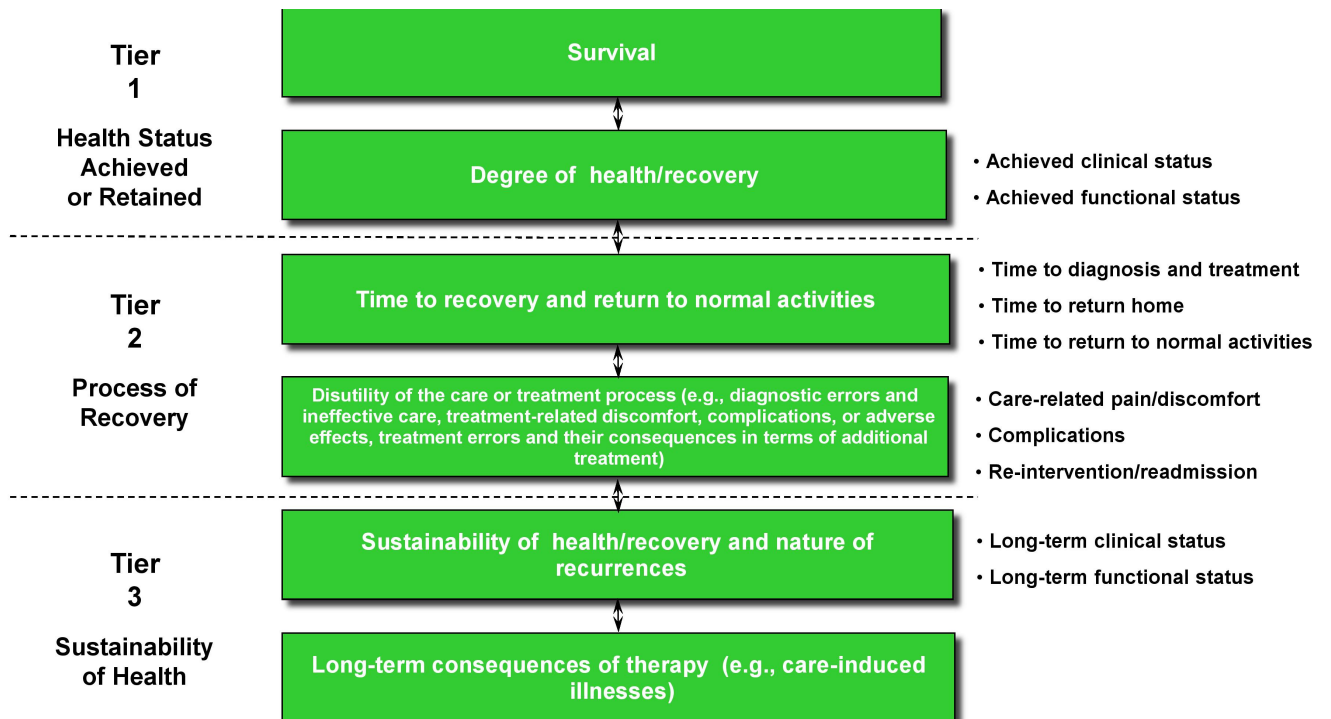 Tier
1
Health Status
Achieved
or Retained
Survival
Degree of health/recovery
• Achieved clinical status
• Achieved functional status
Tier
2
Process of
Recovery
Time to recovery and return to normal activities
• Time to diagnosis and treatment
• Time to return home
• Time to return to normal activities
Disutility of the care or treatment process (e.g., diagnostic errors and
ineffective care, treatment-related discomfort, complications, or adverse
effects, treatment errors and their consequences in terms of additional
treatment)
• Care-related pain/discomfort
• Complications
• Re-intervention/readmission
Tier
3
Sustainability
of Health
Sustainability of health/recovery and nature of
recurrences
• Long-term clinical status
• Long-term functional status
Long-term consequences of therapy (e.g., care-induced
illnesses)